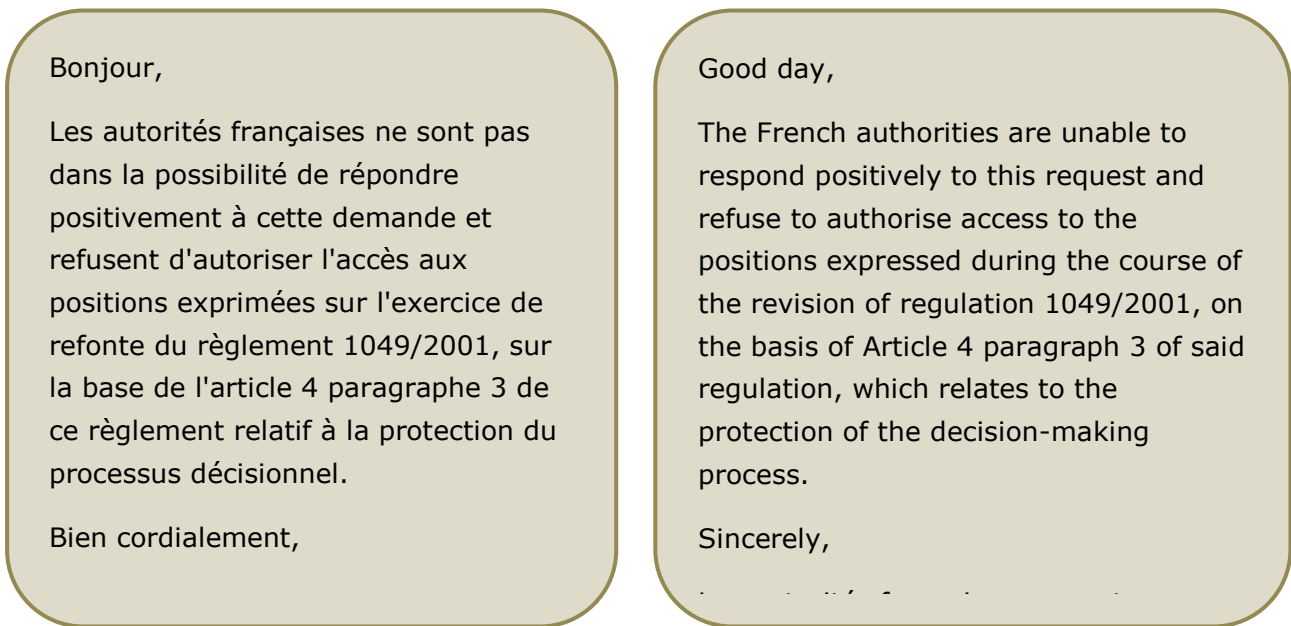 Bonjour,
Les autorités françaises ne sont pas
dans la possibilité de répondre
positivement à cette demande et
refusent d'autoriser l'accès aux
positions exprimées sur l'exercice de
refonte du règlement 1049/2001, sur
la base de l'article 4 paragraphe 3 de
ce règlement relatif à la protection du
processus décisionnel.
Bien cordialement,
Good day,
The French authorities are unable to
respond positively to this request and
refuse to authorise access to the
positions expressed during the course of
the revision of regulation 1049/2001, on
the basis of Article 4 paragraph 3 of said
regulation, which relates to the
protection of the decision-making
process.
Sincerely,